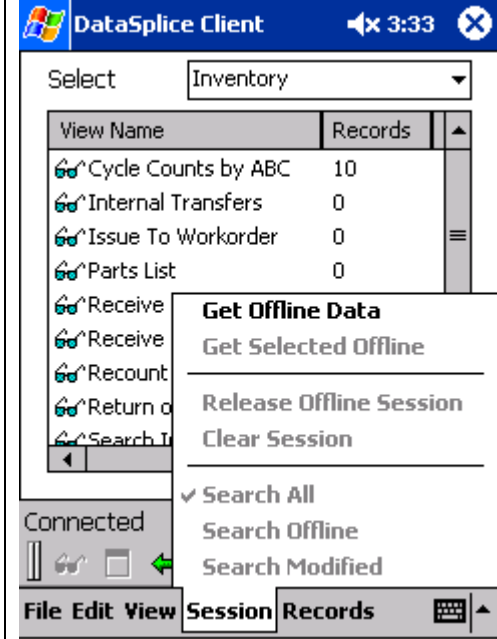 DataSplice Client 3:33
Select Inventory
View Name Records
Cycle Counts by ABC 10
Internal Transfers 0
Issue To Workorder 0
Parts List 0
Receive
Receive
Recount
Return o
Search I
Get Offline Data
Get Selected Offline
Release Offline Session
Clear Session
Search All
Search Offline
Search Modified
Connected
File Edit View Session Records